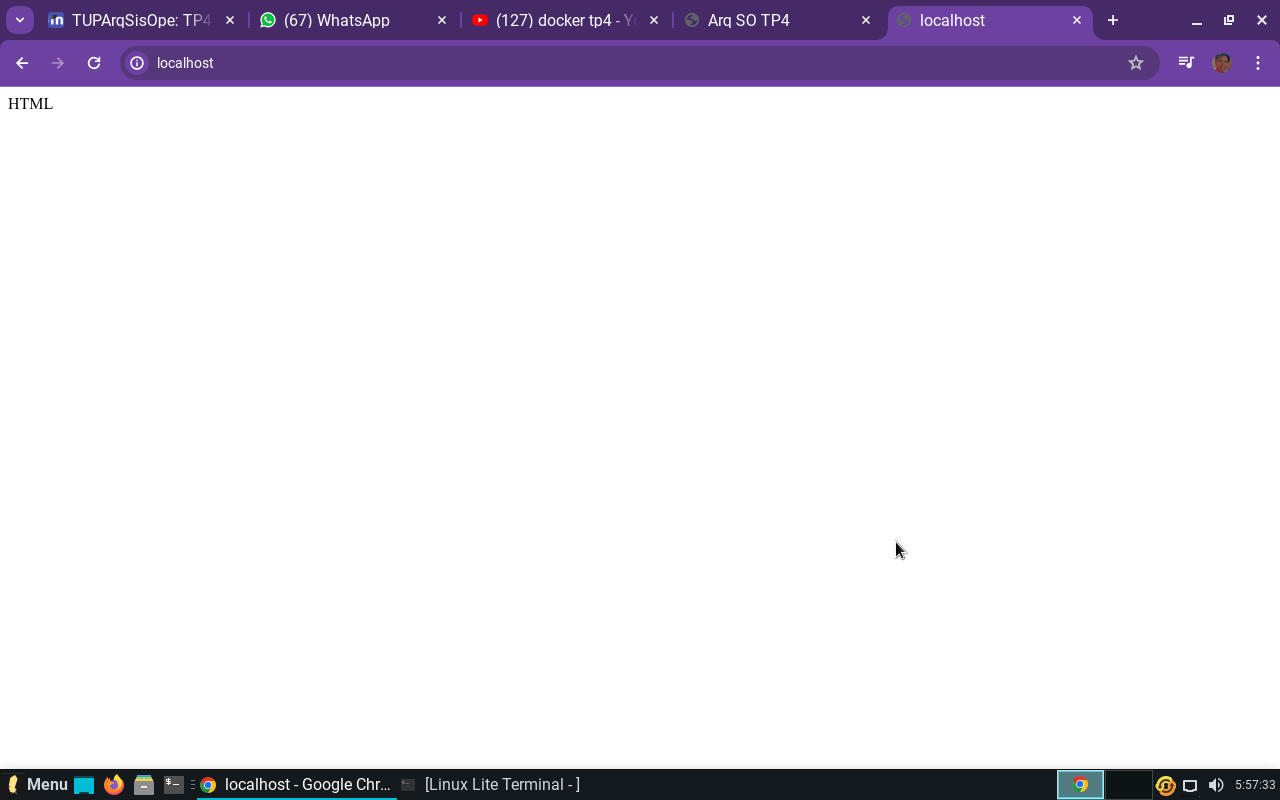 TUPArqSisOpe: TP4
(67) WhatsApp
(127) docker tp4 - Yo
Arq SO TP4
localhost
localhost
HTML
Menu
localhost - Google Chr...
[Linux Lite Terminal - ]
5:57:33